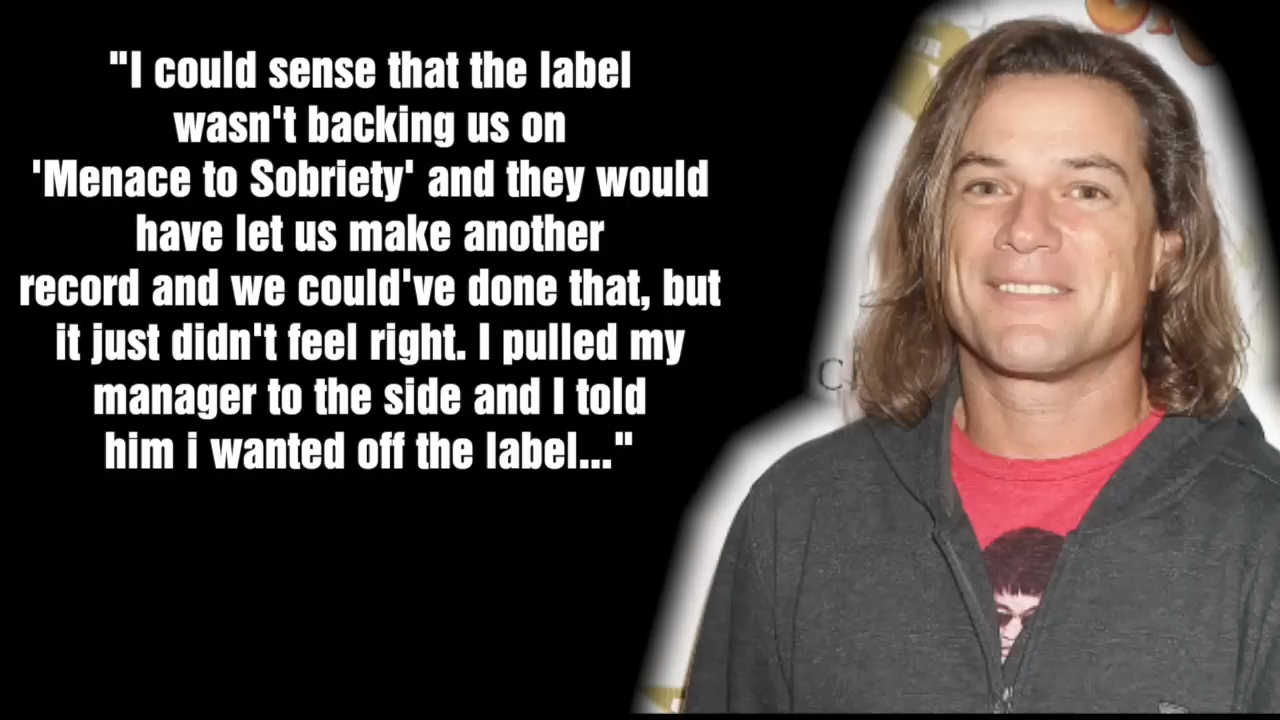 "I could sense that the label
wasn't backing us on
'Menace to Sobriety' and they would
have let us make another
record and we could've done that, but
it just didn't feel right. I pulled my
manager to the side and I told
him i wanted off the label..."